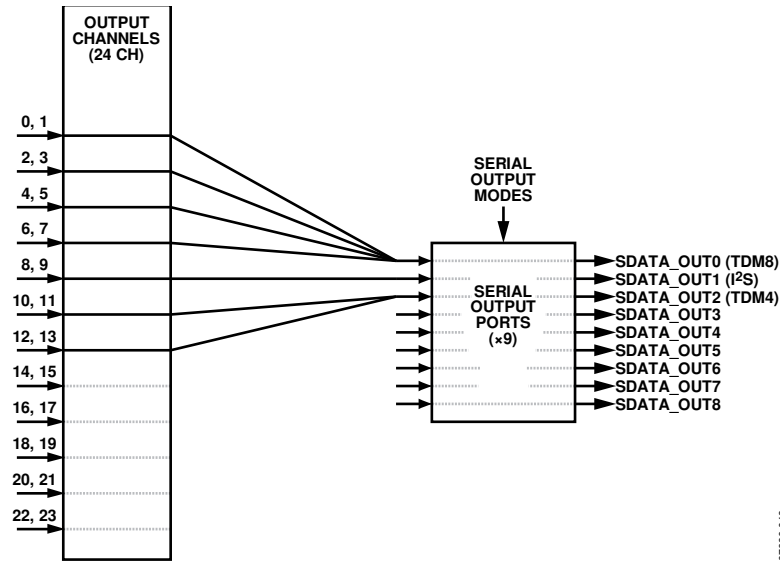 OUTPUT
CHANNELS
(24 CH)
0, 1
2, 3
4, 5
6, 7
8, 9
10, 11
12, 13
14, 15
16, 17
18, 19
20, 21
22, 23
SERIAL
OUTPUT
MODES
SERIAL
OUTPUT
PORTS
(×9)
SDATA_OUT0 (TDM8)
SDATA_OUT1 (I²S)
SDATA_OUT2 (TDM4)
SDATA_OUT3
SDATA_OUT4
SDATA_OUT5
SDATA_OUT6
SDATA_OUT7
SDATA_OUT8